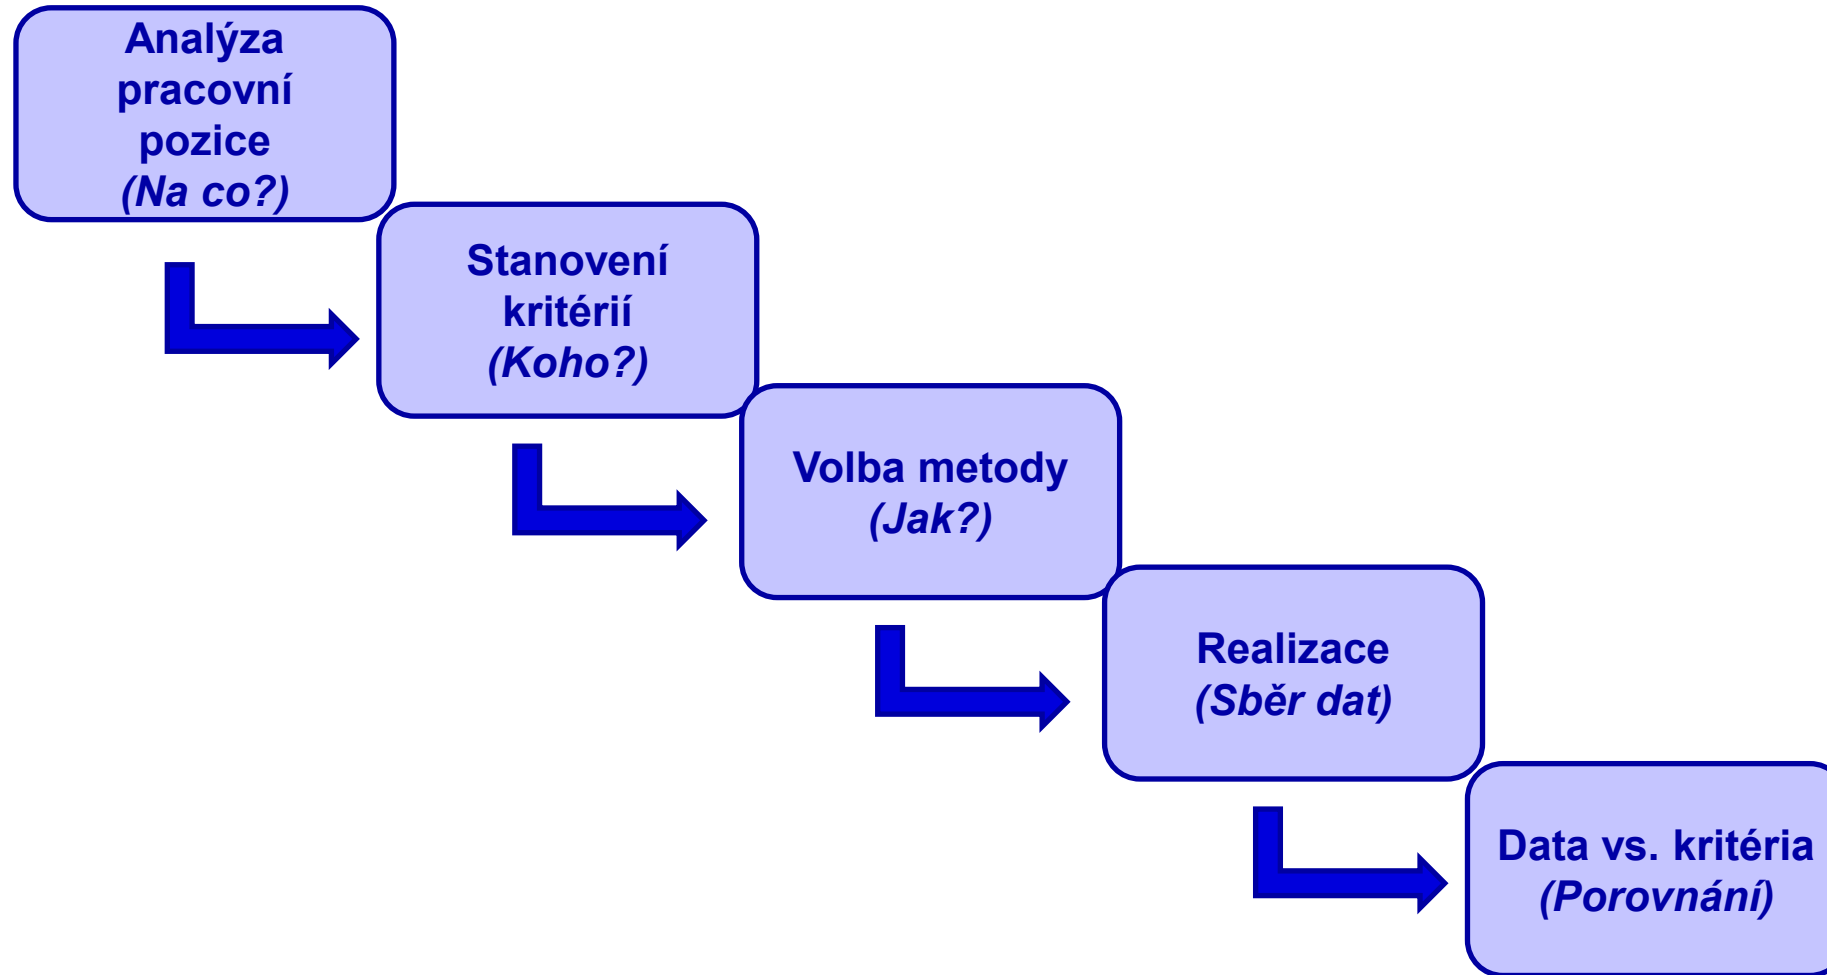 Analýza
pracovní
pozice
(Na co?)
Stanovení
kritérií
(Koho?)
Volba metody
(Jak?)
Realizace
(Sběr dat)
Data vs. kritéria
(Porovnání)